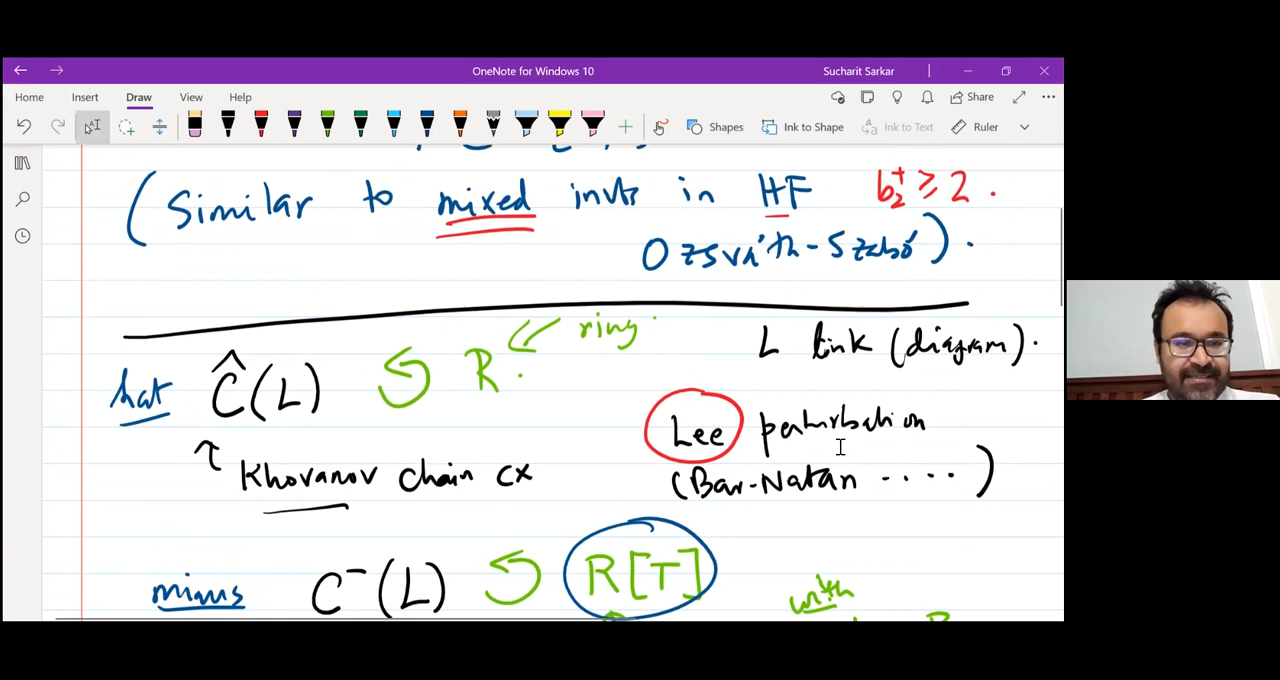 OneNote for Windows 10
Sucharit Sarkar
Home Insert Draw View Help
Share
Shapes Ink to Shape Ink to Text Ruler
(Similar to mixed invts in HF b₂⁺ ≥ 2.
Ozsváth-Szabó).
hat Ĉ(L) R. ring.
L link (diagram).
Khovanov chain cx
Lee perturbation
(Bar-Natan ....)
minus C⁻(L) R[T]
with